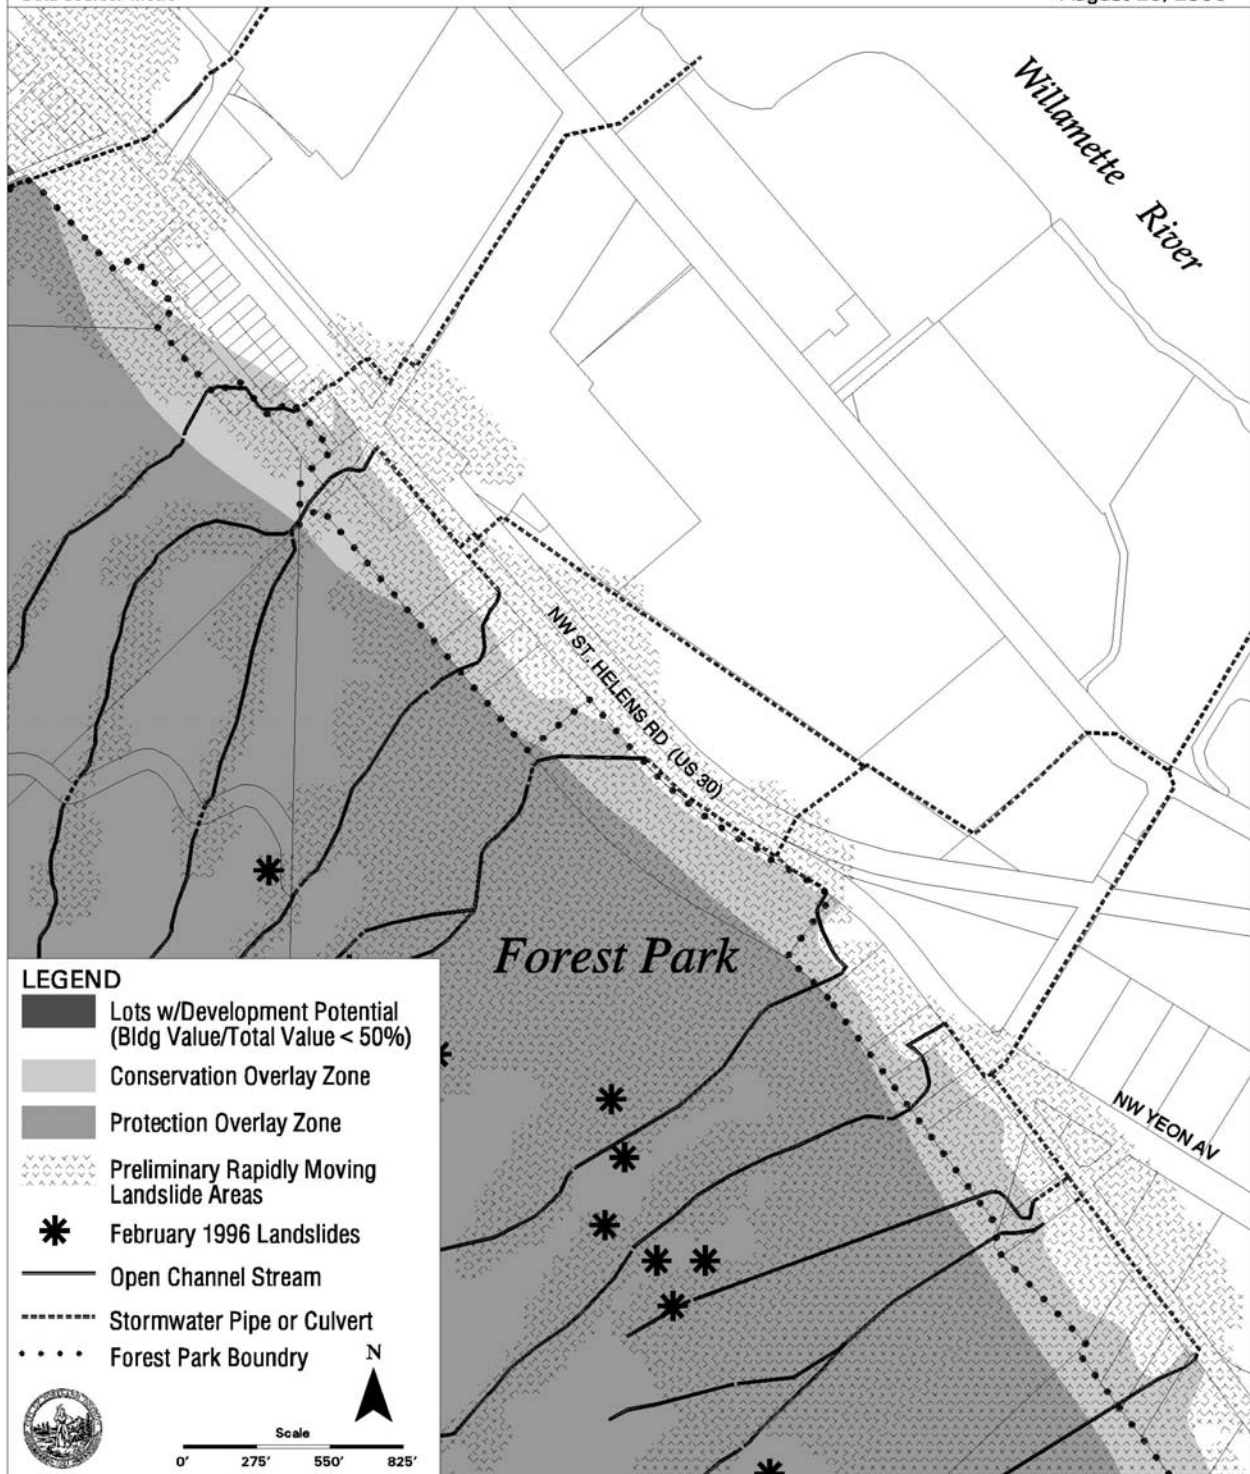 Willamette River
NW ST. HELENS RD (US 30)
Forest Park
NW YEON AV
LEGEND
Lots w/Development Potential
(Bldg Value/Total Value < 50%)
Conservation Overlay Zone
Protection Overlay Zone
Preliminary Rapidly Moving
Landslide Areas
February 1996 Landslides
Open Channel Stream
Stormwater Pipe or Culvert
Forest Park Boundry
N
Scale
0' 275' 550' 825'